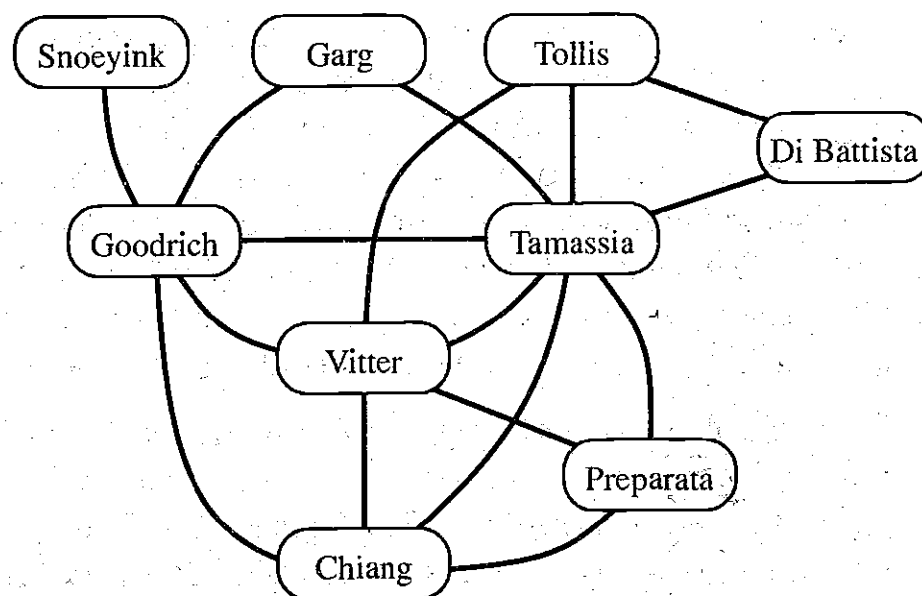 Snoeyink
Garg
Tollis
Di Battista
Goodrich
Tamassia
Vitter
Preparata
Chiang